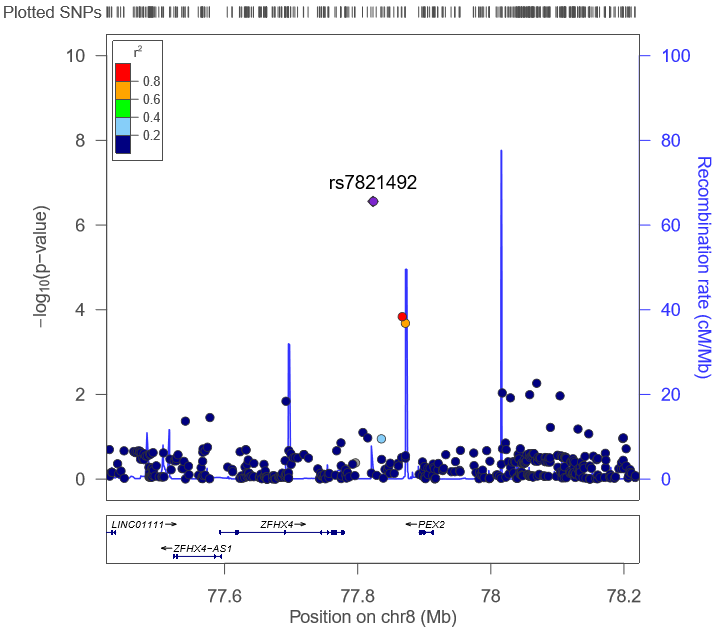 Plotted SNPs
10
8
6
4
2
0
−log10(p−value)
100
80
60
40
20
0
Recombination rate (cM/Mb)
r2
0.8
0.6
0.4
0.2
rs7821492
LINC01111→
ZFHX4→
←PEX2
←ZFHX4−AS1
77.6
77.8
78
78.2
Position on chr8 (Mb)